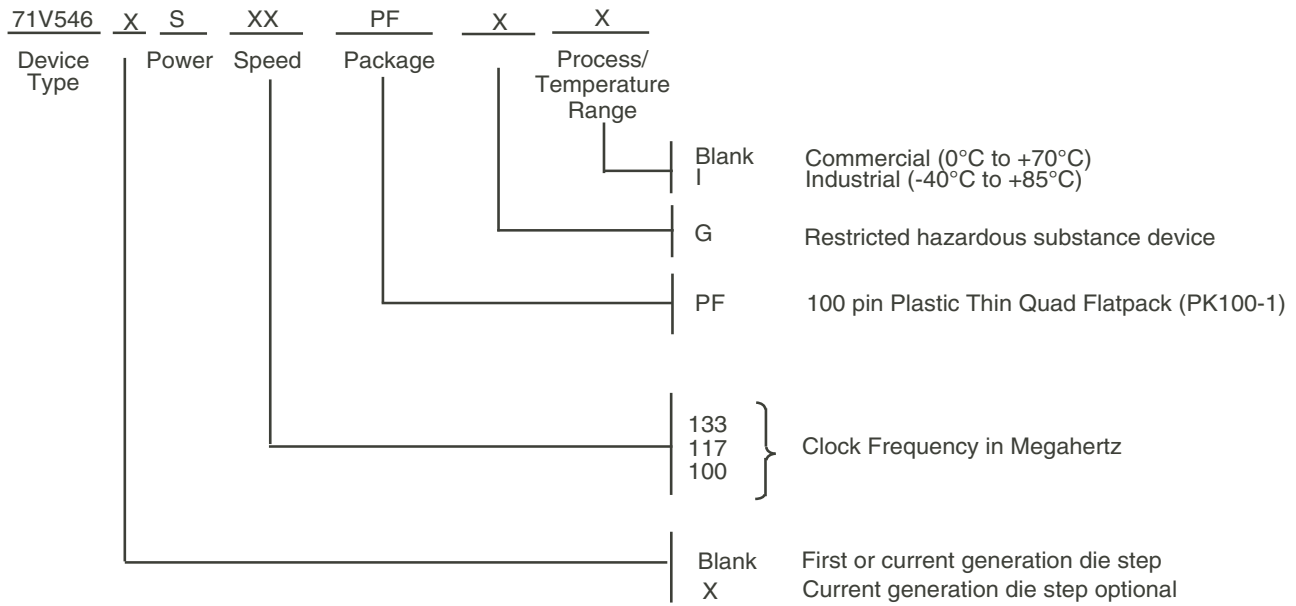 71V546 X S XX PF X X
Device Type
Power Speed Package Process/
Temperature
Range
Blank Commercial (0°C to +70°C)
I Industrial (-40°C to +85°C)
G Restricted hazardous substance device
PF 100 pin Plastic Thin Quad Flatpack (PK100-1)
133
117
100
Clock Frequency in Megahertz
Blank First or current generation die step
X Current generation die step optional